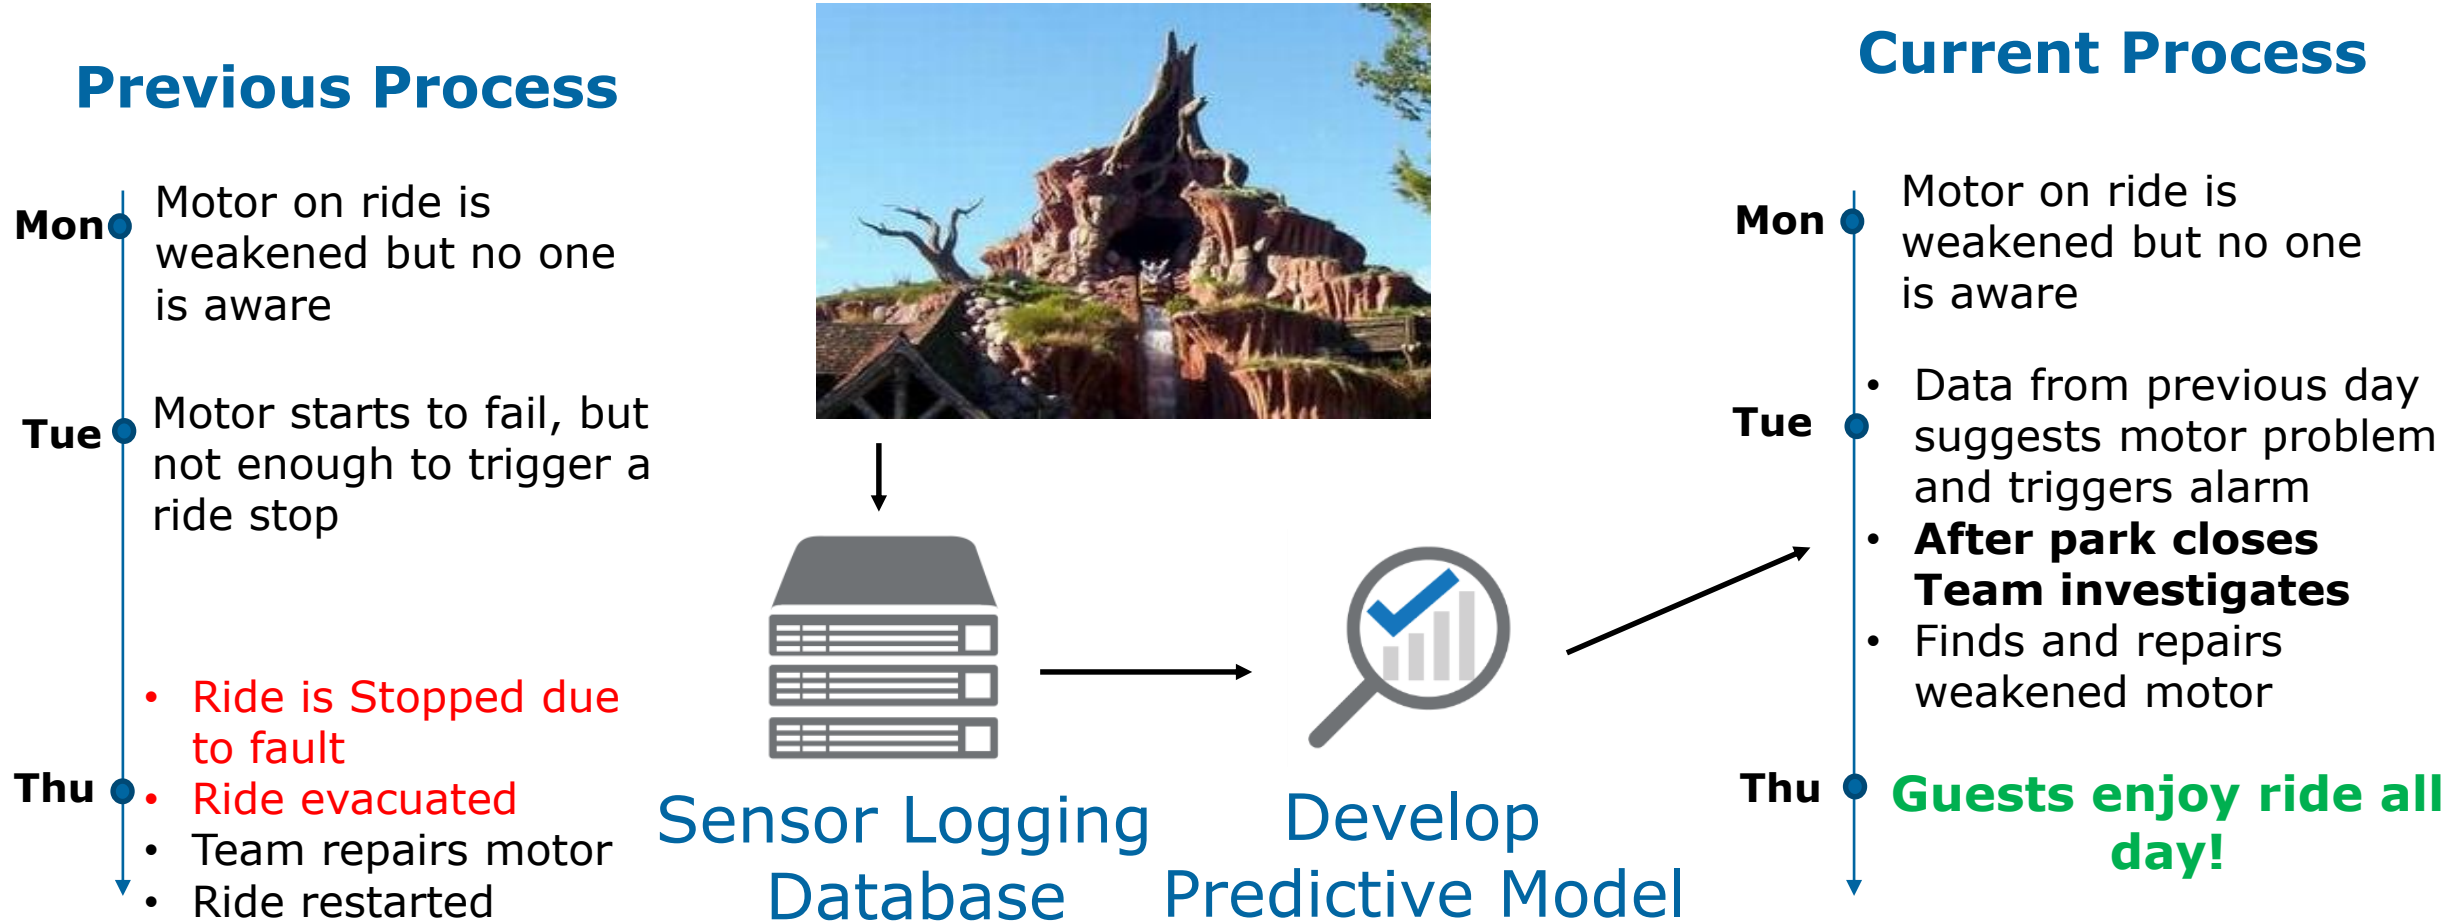 Previous Process
Mon
Motor on ride is
weakened but no one
is aware
Tue
Motor starts to fail, but
not enough to trigger a
ride stop
Thu
• Ride is Stopped due
to fault
• Ride evacuated
• Team repairs motor
• Ride restarted
Sensor Logging
Database
Develop
Predictive Model
Current Process
Mon
Motor on ride is
weakened but no one
is aware
Tue
• Data from previous day
suggests motor problem
and triggers alarm
• After park closes
Team investigates
• Finds and repairs
weakened motor
Thu
Guests enjoy ride all
day!